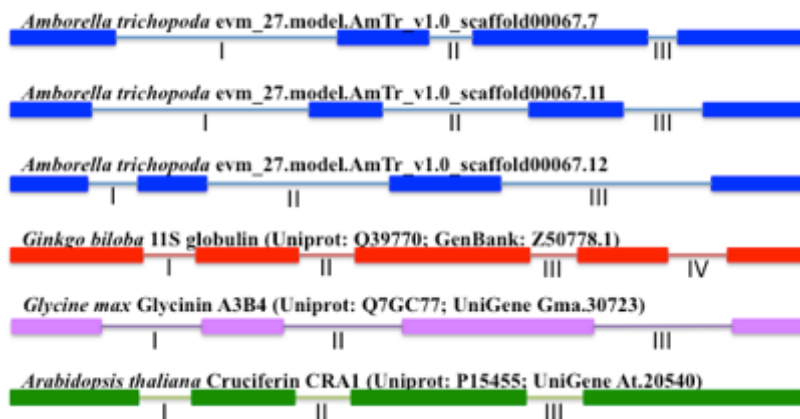 Amborella trichopoda evm_27.model.AmTr_v1.0_scaffold00067.7
I II III
Amborella trichopoda evm_27.model.AmTr_v1.0_scaffold00067.11
I II III
Amborella trichopoda evm_27.model.AmTr_v1.0_scaffold00067.12
I II III
Ginkgo biloba 11S globulin (Uniprot: Q39770; GenBank: Z50778.1)
I II III IV
Glycine max Glycinin A3B4 (Uniprot: Q7GC77; UniGene Gma.30723)
I II III
Arabidopsis thaliana Cruciferin CRA1 (Uniprot: P15455; UniGene At.20540)
I II III